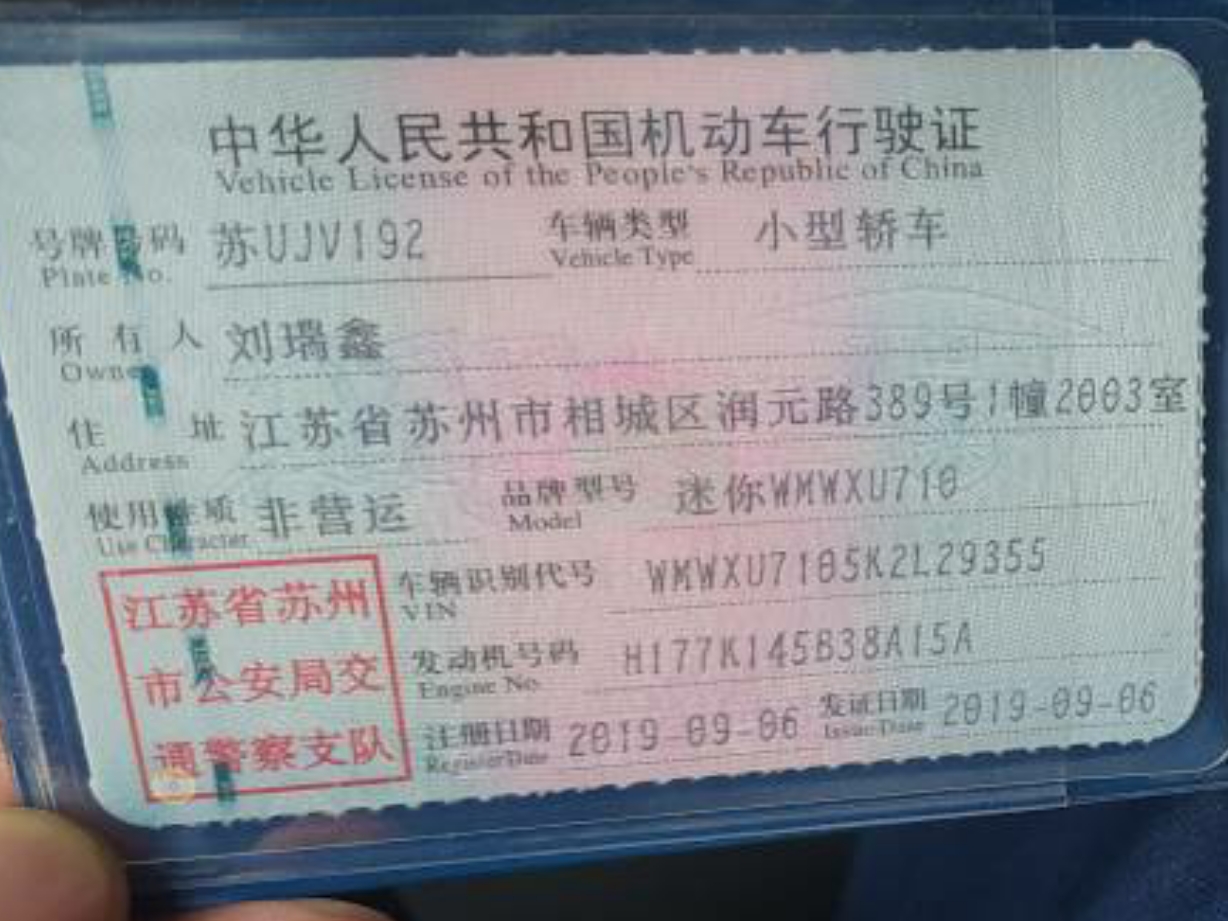 中华人民共和国机动车行驶证
Vehicle License of the People's Republic of China
号牌号码 苏UJV192 车辆类型 小型轿车
Plate No. Vehicle Type
所有人 刘瑞鑫
Owner
住址 江苏省苏州市相城区润元路389号1幢2003室
Address
使用性质 非营运 品牌型号 迷你WMWXU710
Use Character Model
车辆识别代号 WMWXU7105K2L29355
VIN
发动机号码 H177K145B38A15A
Engine No.
注册日期 2019-09-06 发证日期 2019-09-06
Register Date Issue Date
江苏省苏州
市公安局交
通警察支队